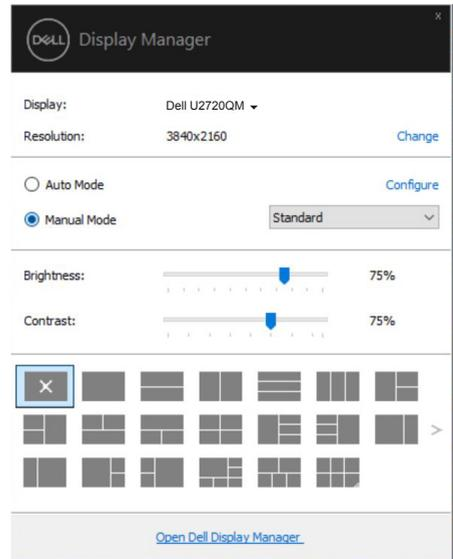 x
DELL Display Manager
Display: Dell U2720QM
Resolution: 3840x2160 Change
Auto Mode Configure
Manual Mode Standard
Brightness: 75%
Contrast: 75%
Open Dell Display Manager